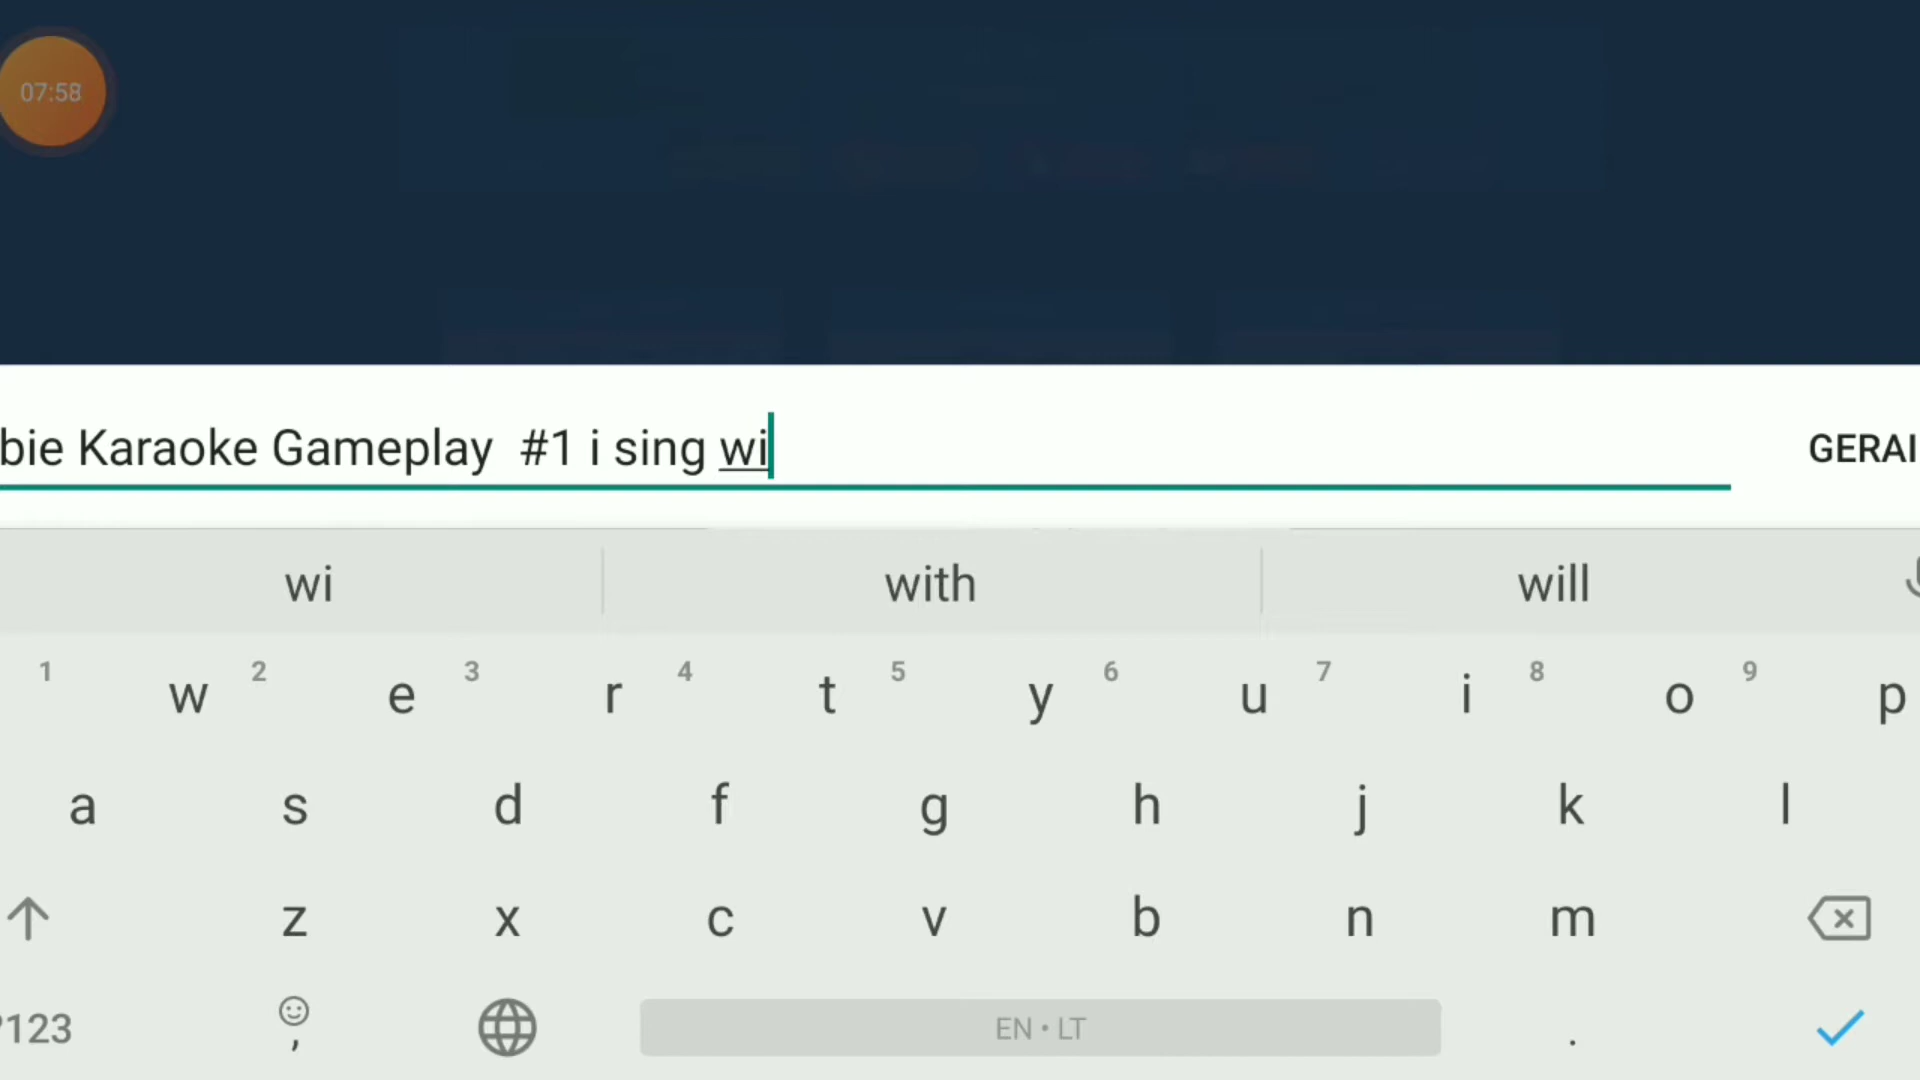 07:58
bie Karaoke Gameplay  #1 i sing wi
GERAI
wi with will
1 2 3 4 5 6 7 8 9
w e r t y u i o p
a s d f g h j k l
z x c v b n m
?123 , EN • LT .